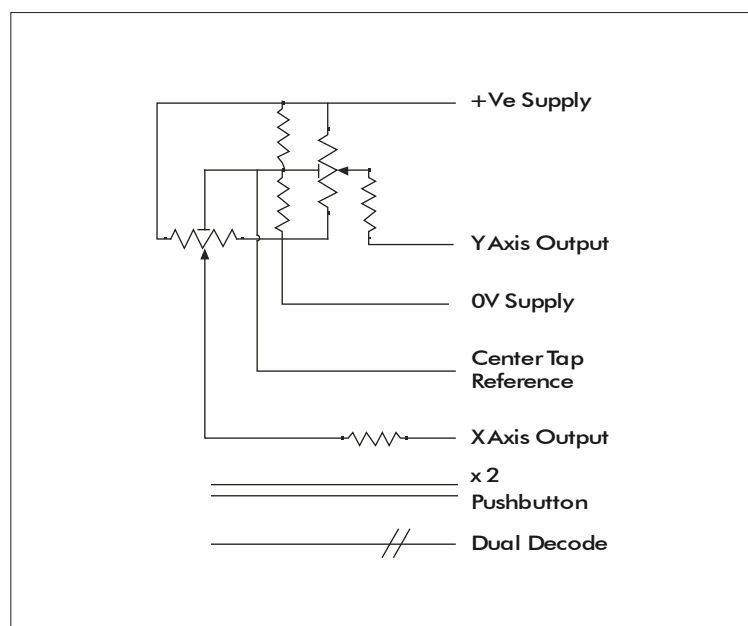 +Ve Supply
Y Axis Output
0V Supply
Center Tap
Reference
X Axis Output
x 2
Pushbutton
Dual Decode